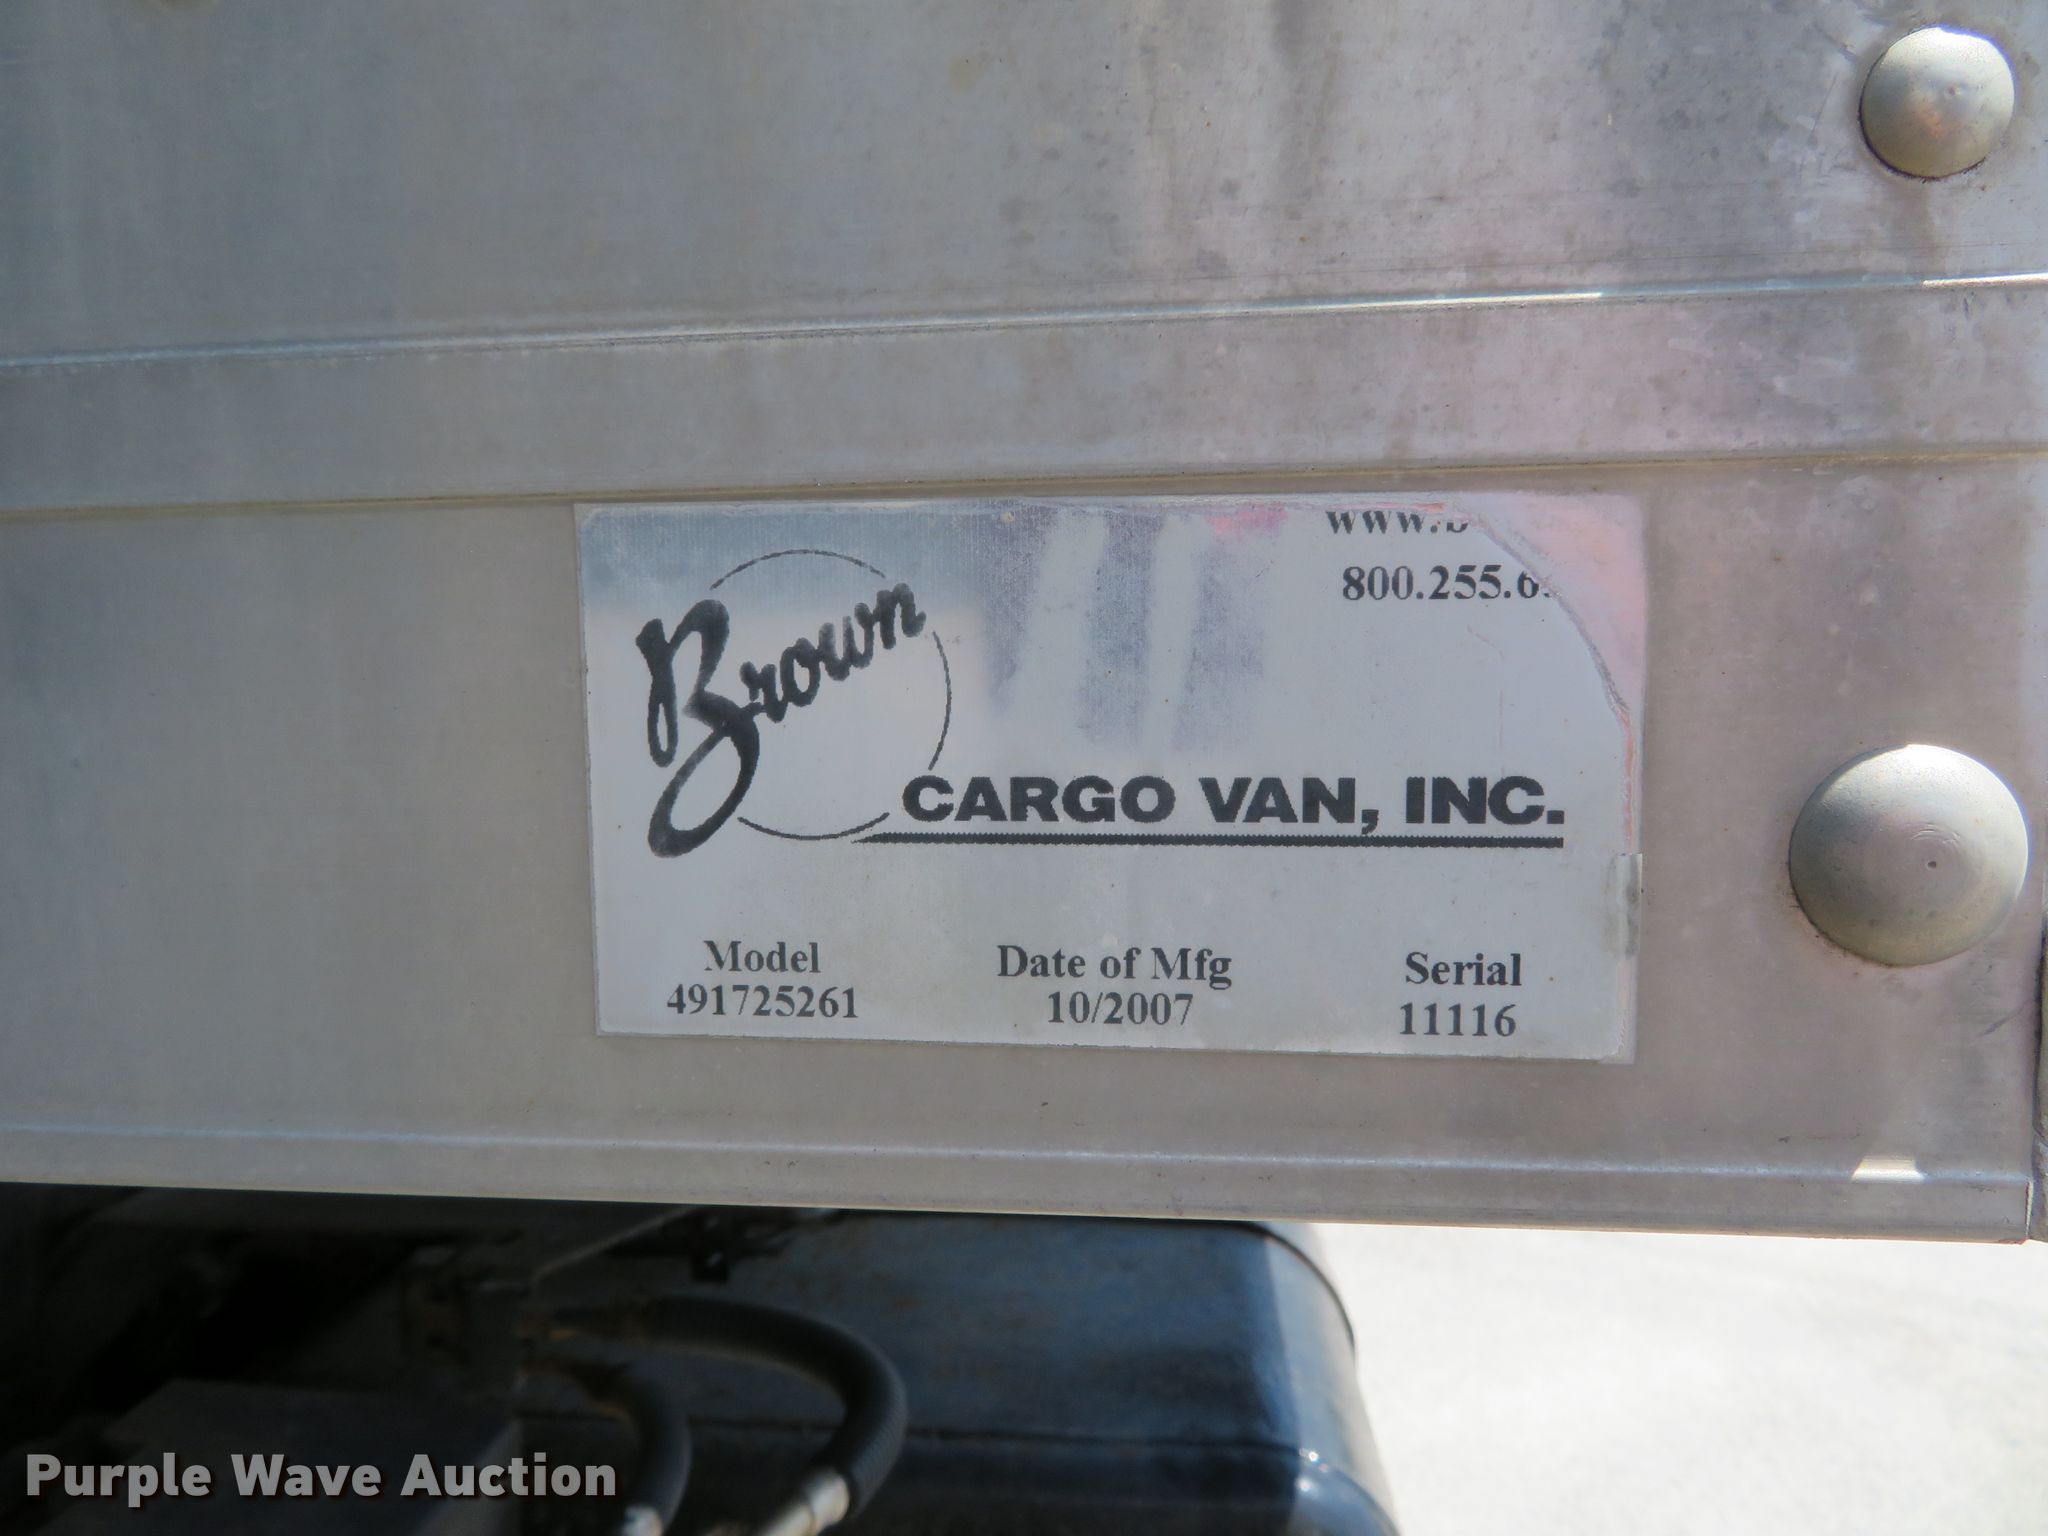 800.255.6
Brown
CARGO VAN, INC.
Model Date of Mfg Serial
491725261 10/2007 11116
Purple Wave Auction